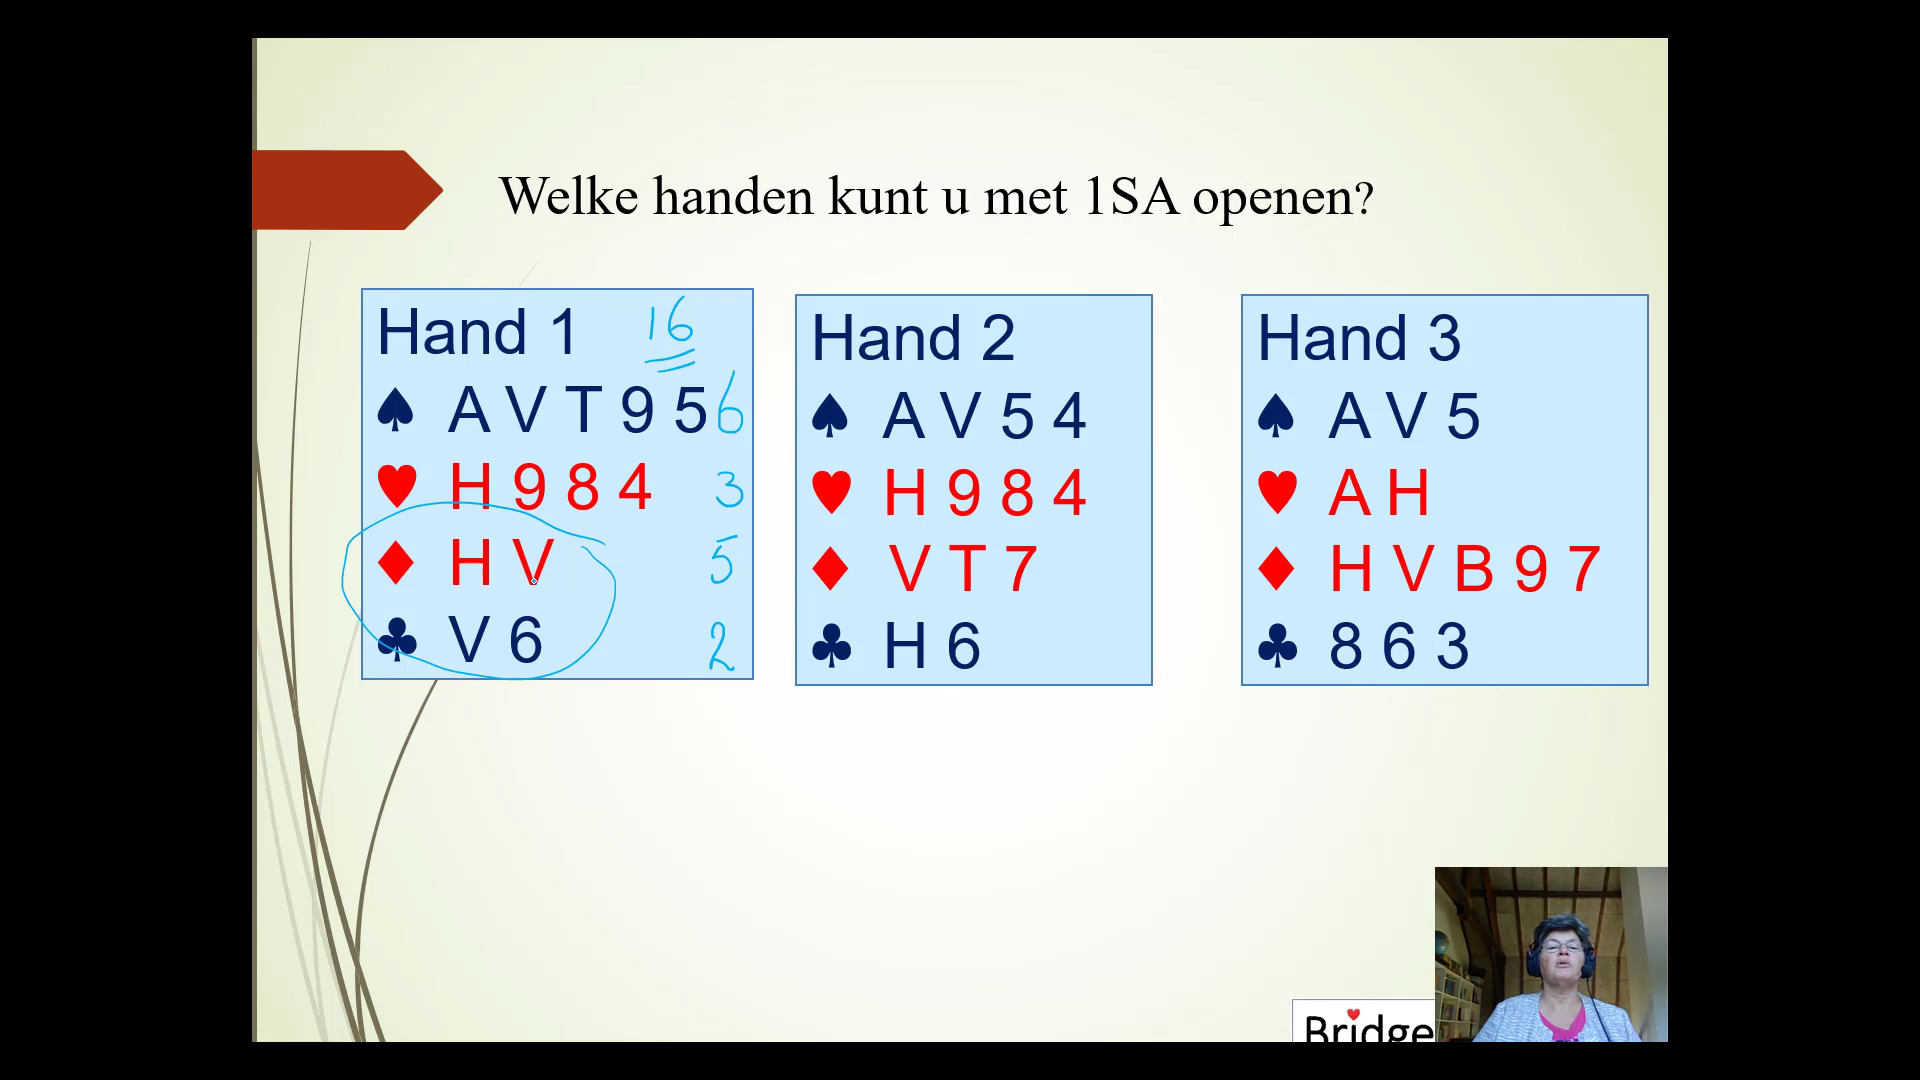 Welke handen kunt u met 1SA openen?
Hand 1 16
♠ A V T 9 5 6
♥ H 9 8 4 3
♦ H V 5
♣ V 6 2
Hand 2
♠ A V 5 4
♥ H 9 8 4
♦ V T 7
♣ H 6
Hand 3
♠ A V 5
♥ A H
♦ H V B 9 7
♣ 8 6 3
Bridge